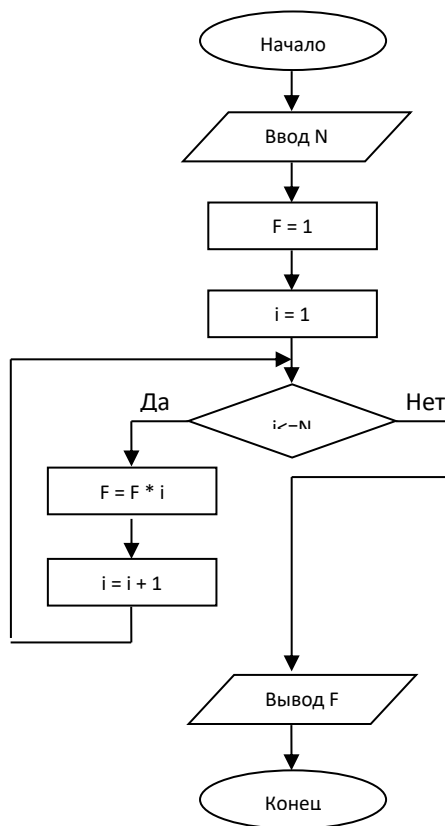 Начало
Ввод N
F = 1
i = 1
Да
Нет
i<=N
F = F * i
i = i + 1
Вывод F
Конец